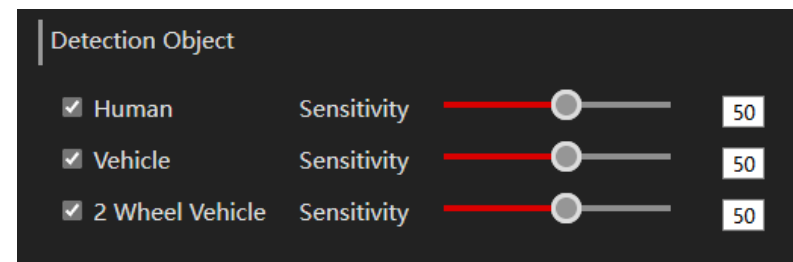 Detection Object
Human Sensitivity 50
Vehicle Sensitivity 50
2 Wheel Vehicle Sensitivity 50